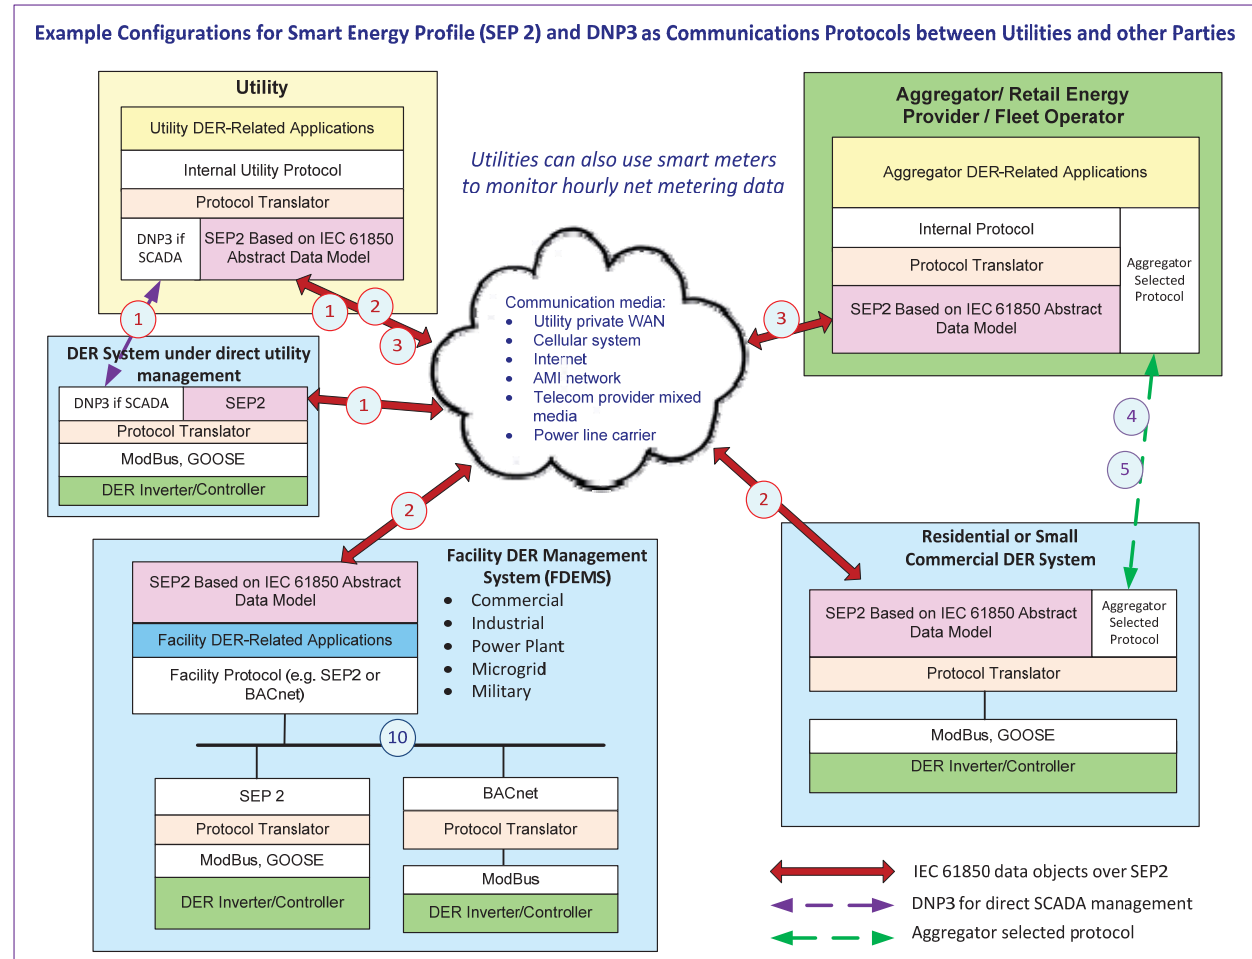 Example Configurations for Smart Energy Profile (SEP 2) and DNP3 as Communications Protocols between Utilities and other Parties
Utility
Utility DER-Related Applications
Internal Utility Protocol
Protocol Translator
DNP3 if
SCADA
SEP2 Based on IEC 61850
Abstract Data Model
Utilities can also use smart meters
to monitor hourly net metering data
Aggregator/ Retail Energy
Provider / Fleet Operator
Aggregator DER-Related Applications
Internal Protocol
Protocol Translator
SEP2 Based on IEC 61850 Abstract
Data Model
Aggregator
Selected
Protocol
1
1
2
3
3
Communication media:
• Utility private WAN
• Cellular system
• Internet
• AMI network
• Telecom provider mixed
media
• Power line carrier
DER System under direct utility
management
DNP3 if SCADA
SEP2
Protocol Translator
ModBus, GOOSE
DER Inverter/Controller
1
2
2
4
5
Facility DER Management
System (FDEMS)
• Commercial
• Industrial
• Power Plant
• Microgrid
• Military
SEP2 Based on IEC 61850 Abstract
Data Model
Facility DER-Related Applications
Facility Protocol (e.g. SEP2 or
BACnet)
10
SEP 2
Protocol Translator
ModBus, GOOSE
DER Inverter/Controller
BACnet
Protocol Translator
ModBus
DER Inverter/Controller
Residential or Small
Commercial DER System
SEP2 Based on IEC 61850 Abstract
Data Model
Aggregator
Selected
Protocol
Protocol Translator
ModBus, GOOSE
DER Inverter/Controller
IEC 61850 data objects over SEP2
DNP3 for direct SCADA management
Aggregator selected protocol